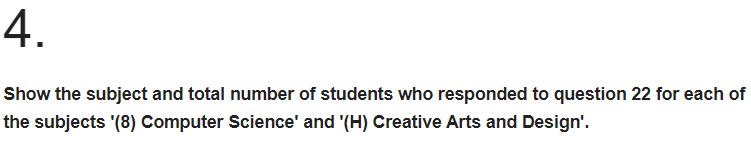 4.
Show the subject and total number of students who responded to question 22 for each of
the subjects '(8) Computer Science' and '(H) Creative Arts and Design'.